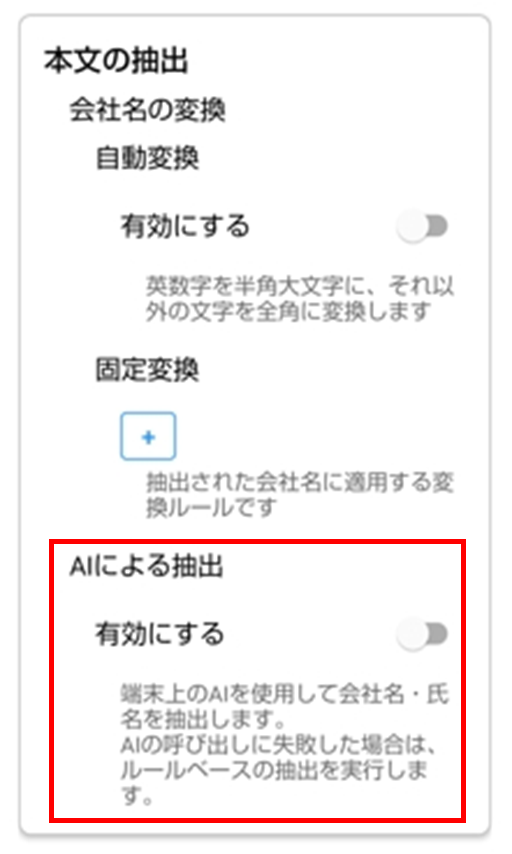 本文の抽出
会社名の変換
自動変換
有効にする
英数字を半角大文字に、それ以
外の文字を全角に変換します
固定変換
+
抽出された会社名に適用する変
換ルールです
AIによる抽出
有効にする
端末上のAIを使用して会社名・氏
名を抽出します。
AIの呼び出しに失敗した場合は、
ルールベースの抽出を実行しま
す。